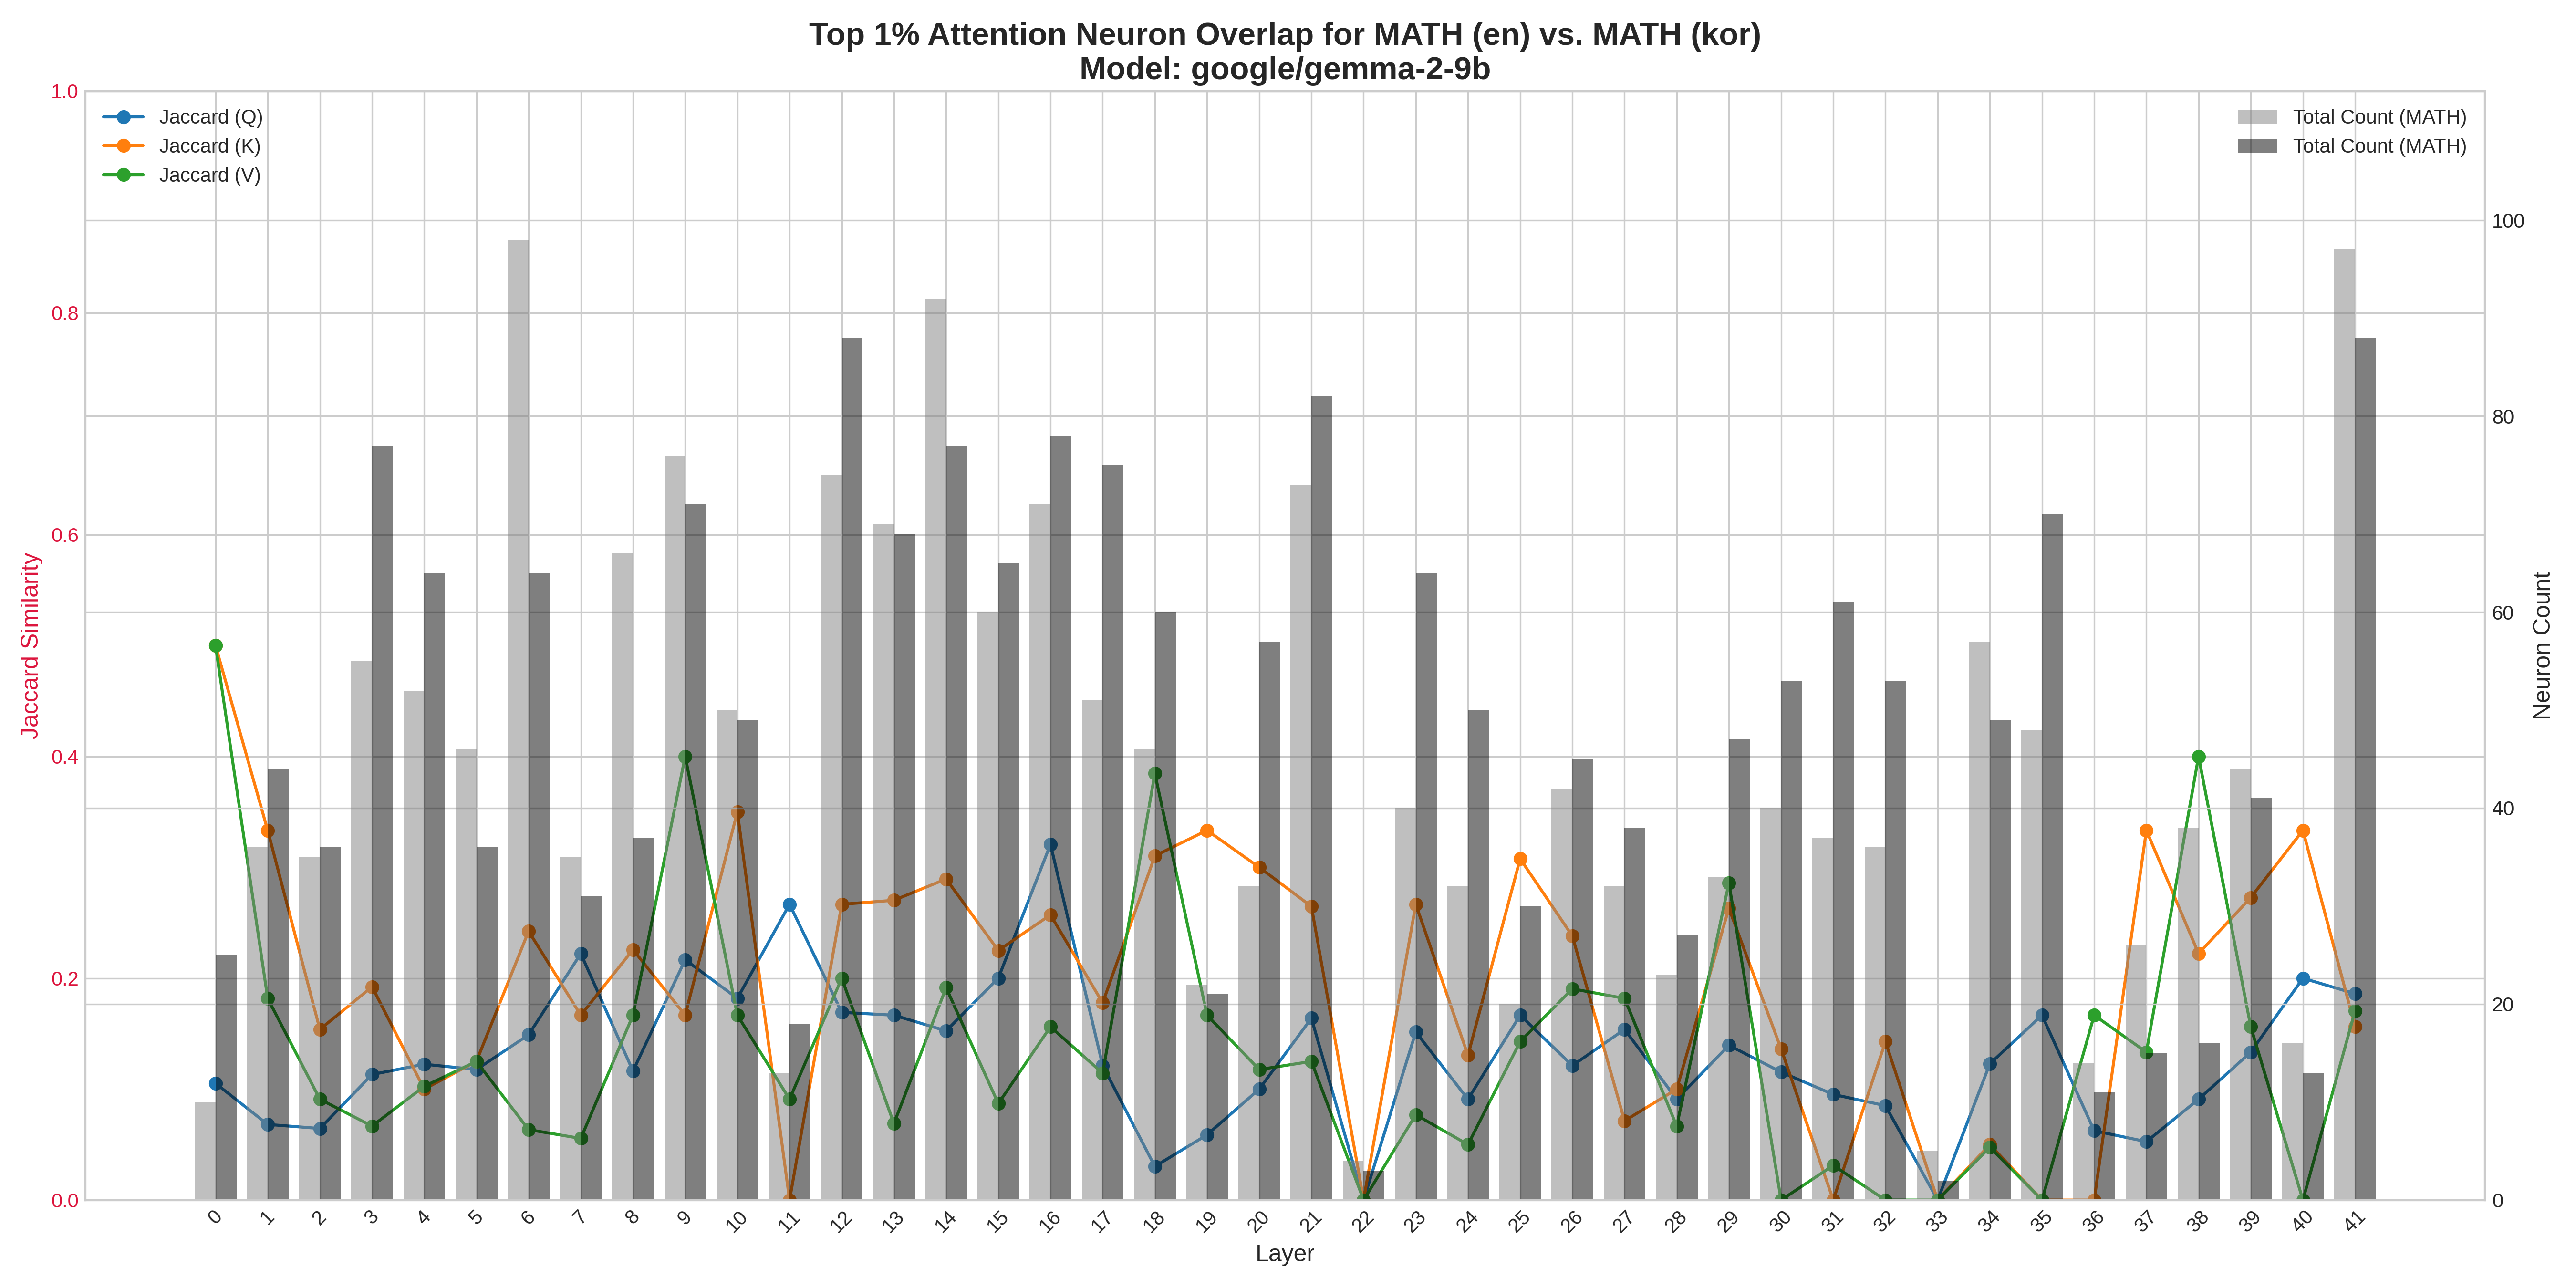 Top 1% Attention Neuron Overlap for MATH (en) vs. MATH (kor)
Model: google/gemma-2-9b
Jaccard (Q)
Jaccard (K)
Jaccard (V)
Total Count (MATH)
Total Count (MATH)
Jaccard Similarity
1.0
0.8
0.6
0.4
0.2
0.0
Neuron Count
100
80
60
40
20
0
0 1 2 3 4 5 6 7 8 9 10 11 12 13 14 15 16 17 18 19 20 21 22 23 24 25 26 27 28 29 30 31 32 33 34 35 36 37 38 39 40 41
Layer